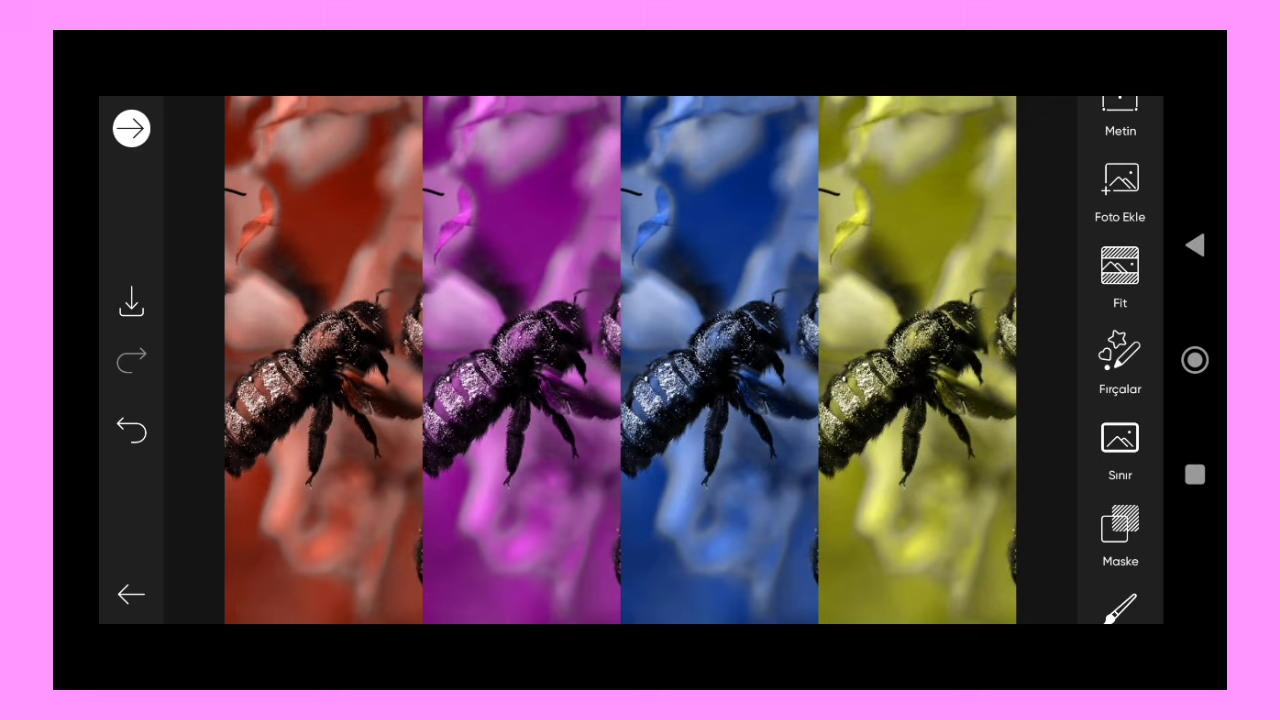 Metin
Foto Ekle
Fit
Fırçalar
Sınır
Maske